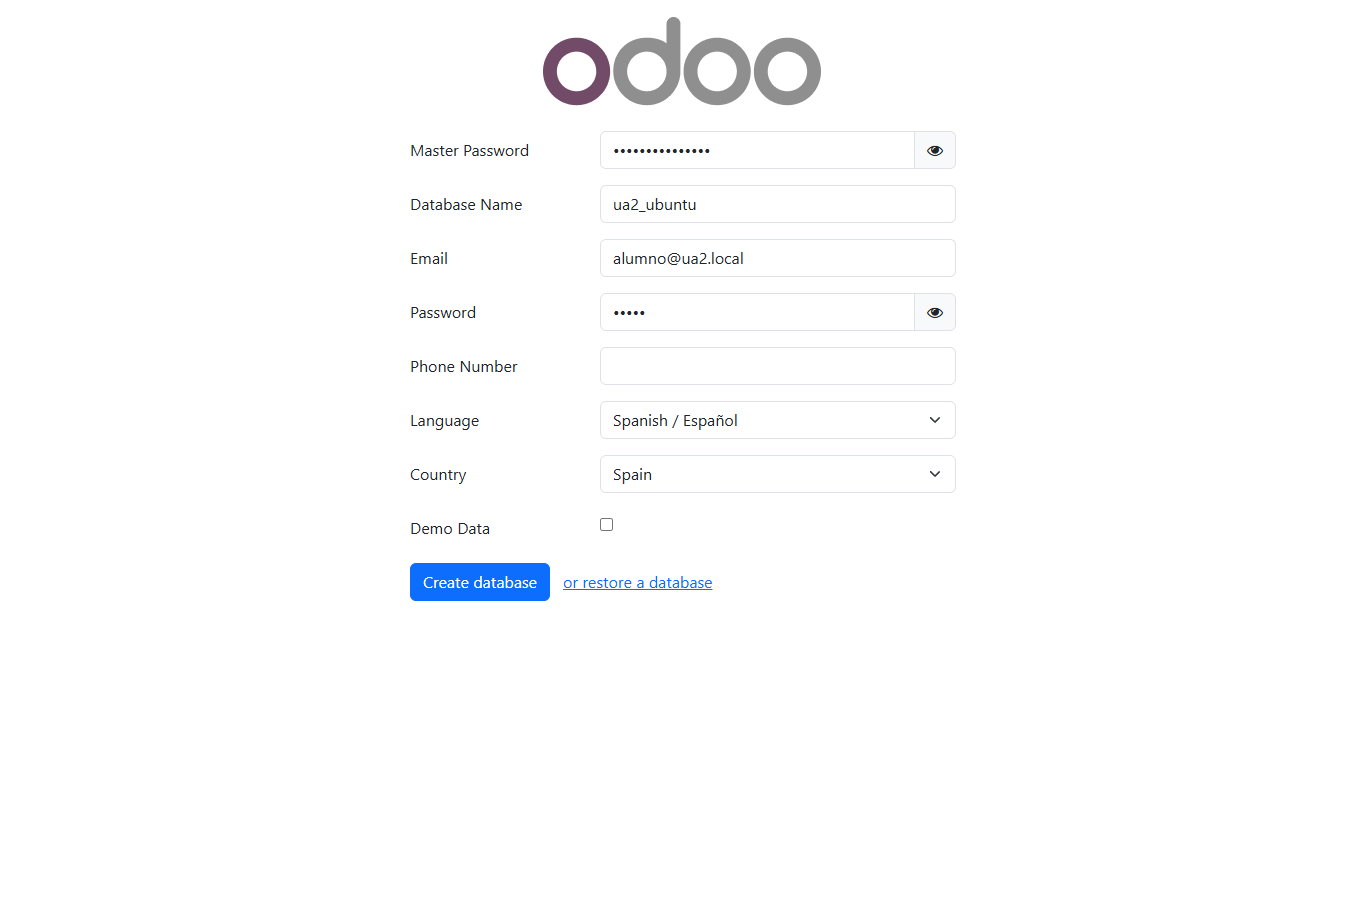 odoo
Master Password •••••••••••••••
Database Name ua2_ubuntu
Email alumno@ua2.local
Password •••••
Phone Number
Language Spanish / Español
Country Spain
Demo Data
Create database or restore a database